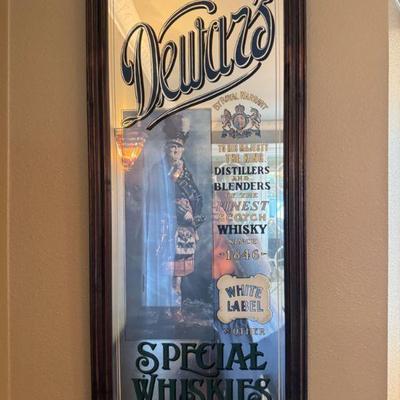 Dewar's
BY ROYAL WARRANT
TO HIS MAJESTY
THE KING
DISTILLERS
AND
BLENDERS
OF THE
FINEST
SCOTCH
WHISKY
SINCE
-1846-
WHITE
LABEL
& OTHER
SPECIAL
WHISKIES